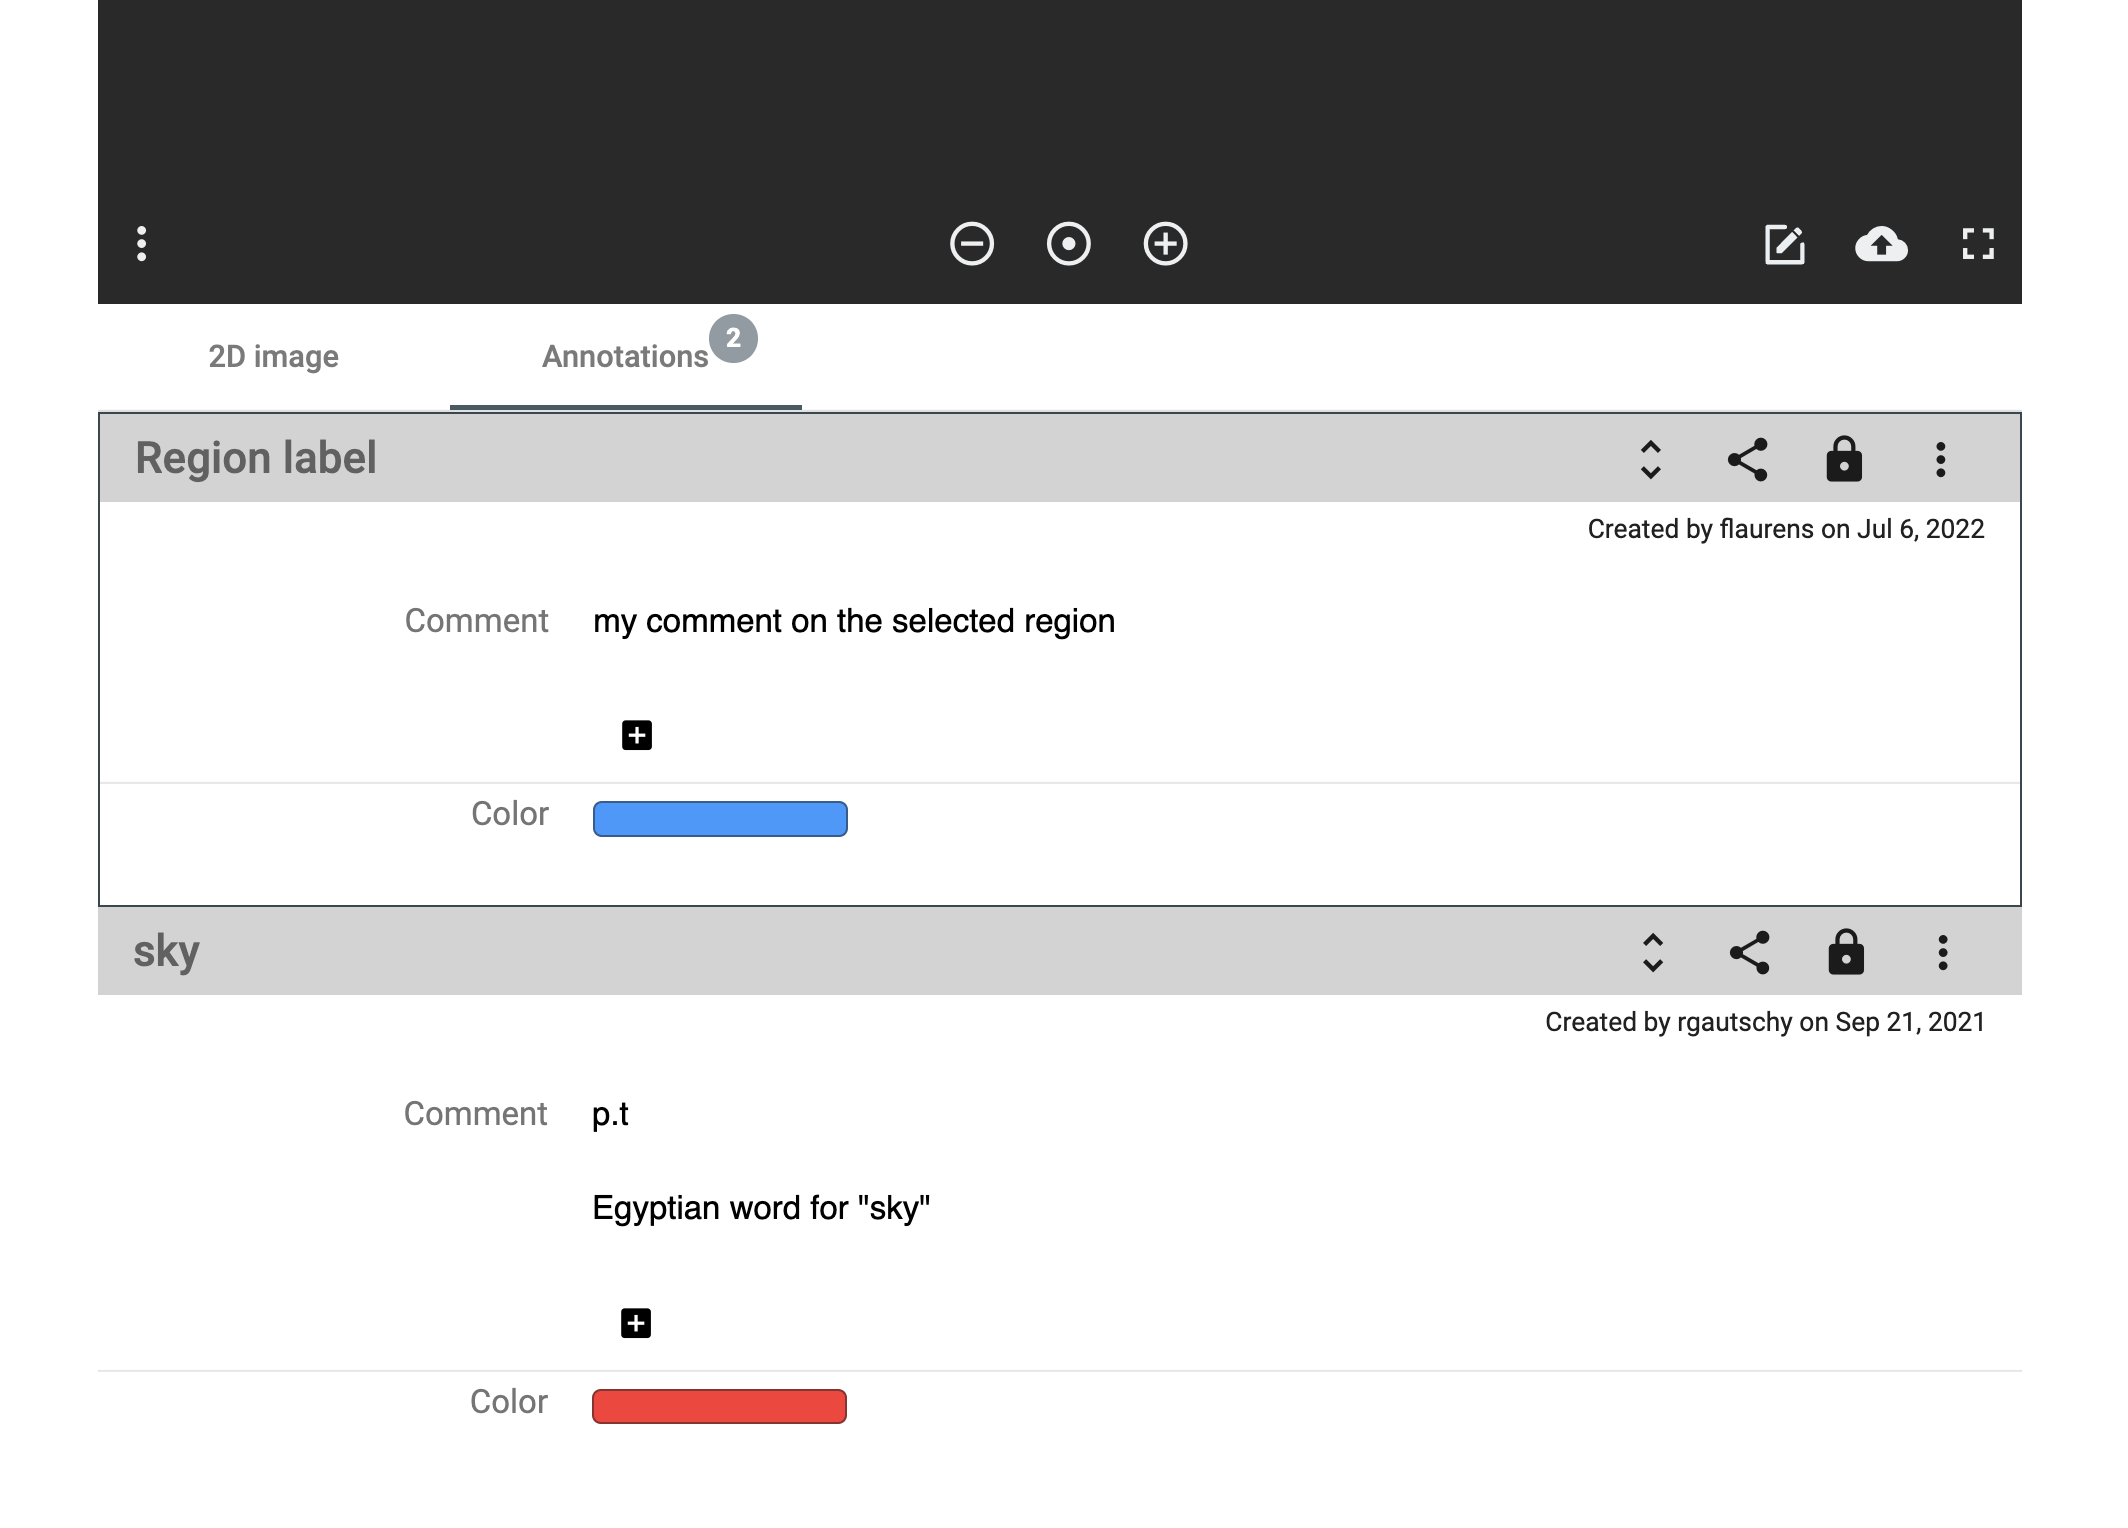 2D image
Annotations 2
Region label
Created by flaurens on Jul 6, 2022
Comment my comment on the selected region
Color
sky
Created by rgautschy on Sep 21, 2021
Comment p.t
Egyptian word for "sky"
Color